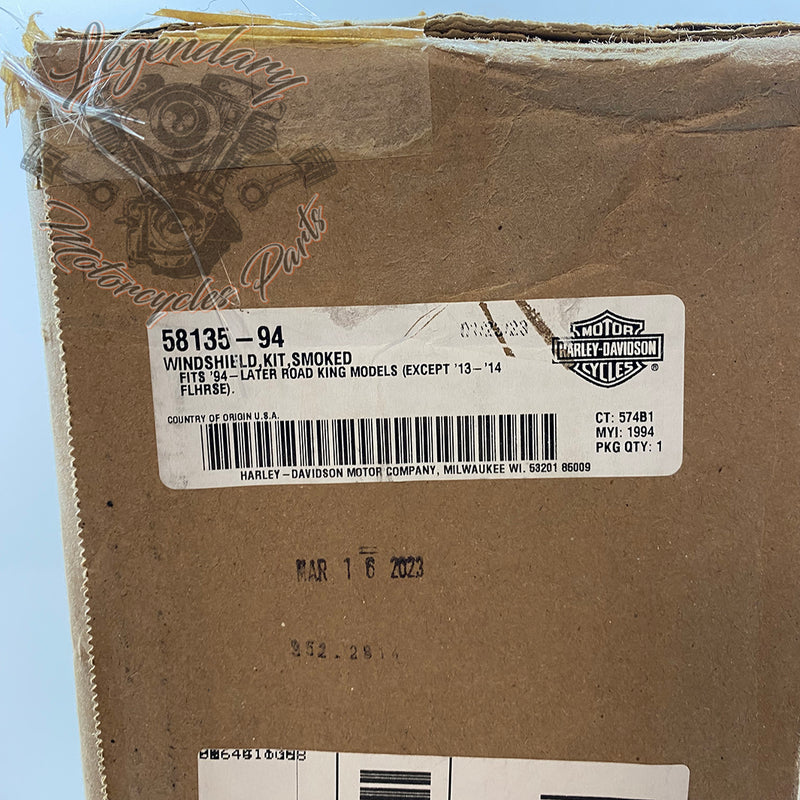 Legendary
Motorcycles Parts
58135-94
WINDSHIELD,KIT,SMOKED
FITS '94-LATER ROAD KING MODELS (EXCEPT '13-'14
FLHRSE).
COUNTRY OF ORIGIN U.S.A.
MOTOR
HARLEY-DAVIDSON
CYCLES
®
CT: 574B1
MYI: 1994
PKG QTY: 1
HARLEY-DAVIDSON MOTOR COMPANY, MILWAUKEE WI. 53201 86009
MAR 16 2023